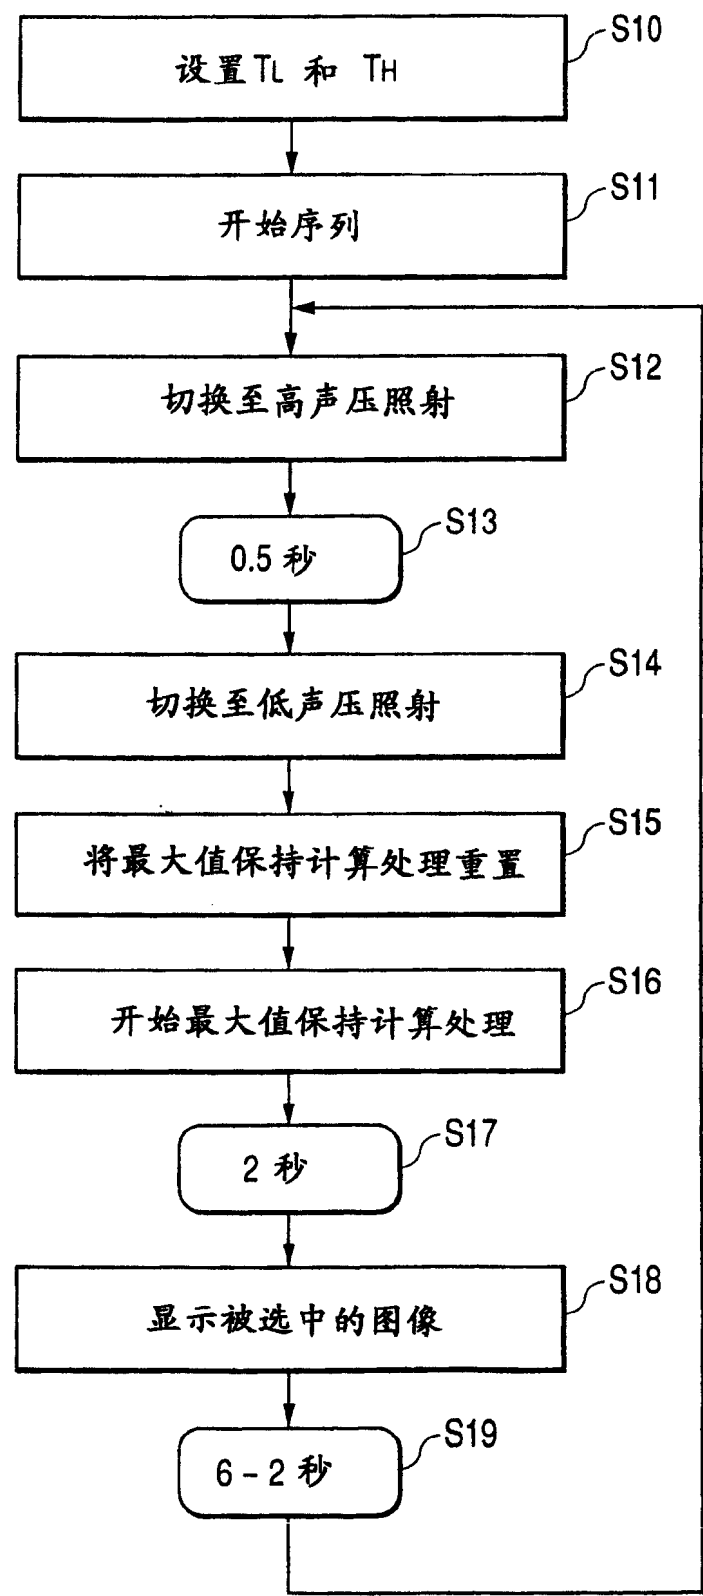 S10
设置TL 和 TH
S11
开始序列
S12
切换至高声压照射
S13
0.5 秒
S14
切换至低声压照射
S15
将最大值保持计算处理重置
S16
开始最大值保持计算处理
S17
2 秒
S18
显示被选中的图像
S19
6 – 2 秒